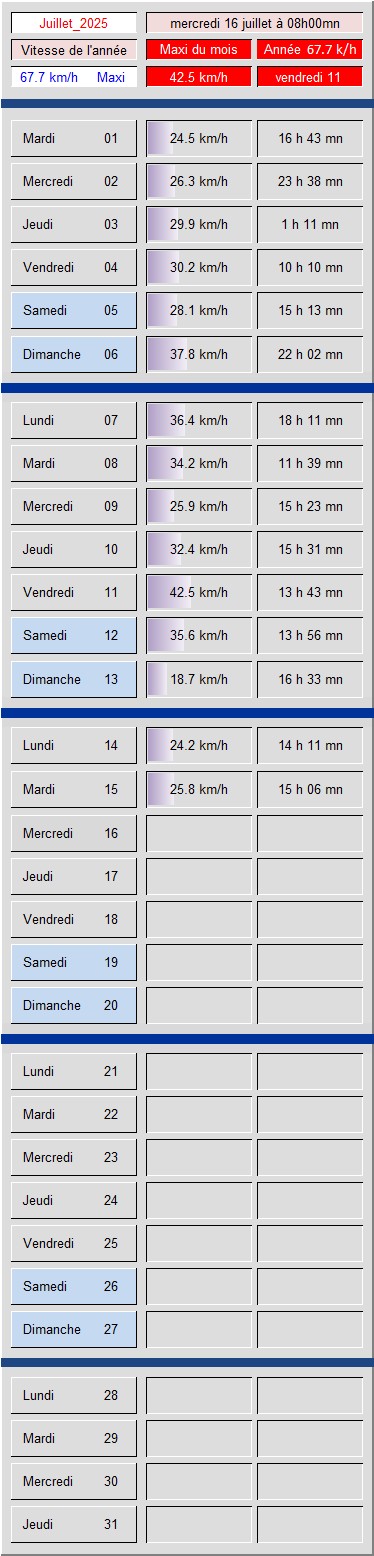 Juillet_2025 mercredi 16 juillet à 08h00mn
Vitesse de l'année Maxi du mois Année 67.7 k/h
67.7 km/h Maxi 42.5 km/h vendredi 11
Mardi 01 24.5 km/h 16 h 43 mn
Mercredi 02 26.3 km/h 23 h 38 mn
Jeudi 03 29.9 km/h 1 h 11 mn
Vendredi 04 30.2 km/h 10 h 10 mn
Samedi 05 28.1 km/h 15 h 13 mn
Dimanche 06 37.8 km/h 22 h 02 mn
Lundi 07 36.4 km/h 18 h 11 mn
Mardi 08 34.2 km/h 11 h 39 mn
Mercredi 09 25.9 km/h 15 h 23 mn
Jeudi 10 32.4 km/h 15 h 31 mn
Vendredi 11 42.5 km/h 13 h 43 mn
Samedi 12 35.6 km/h 13 h 56 mn
Dimanche 13 18.7 km/h 16 h 33 mn
Lundi 14 24.2 km/h 14 h 11 mn
Mardi 15 25.8 km/h 15 h 06 mn
Mercredi 16
Jeudi 17
Vendredi 18
Samedi 19
Dimanche 20
Lundi 21
Mardi 22
Mercredi 23
Jeudi 24
Vendredi 25
Samedi 26
Dimanche 27
Lundi 28
Mardi 29
Mercredi 30
Jeudi 31